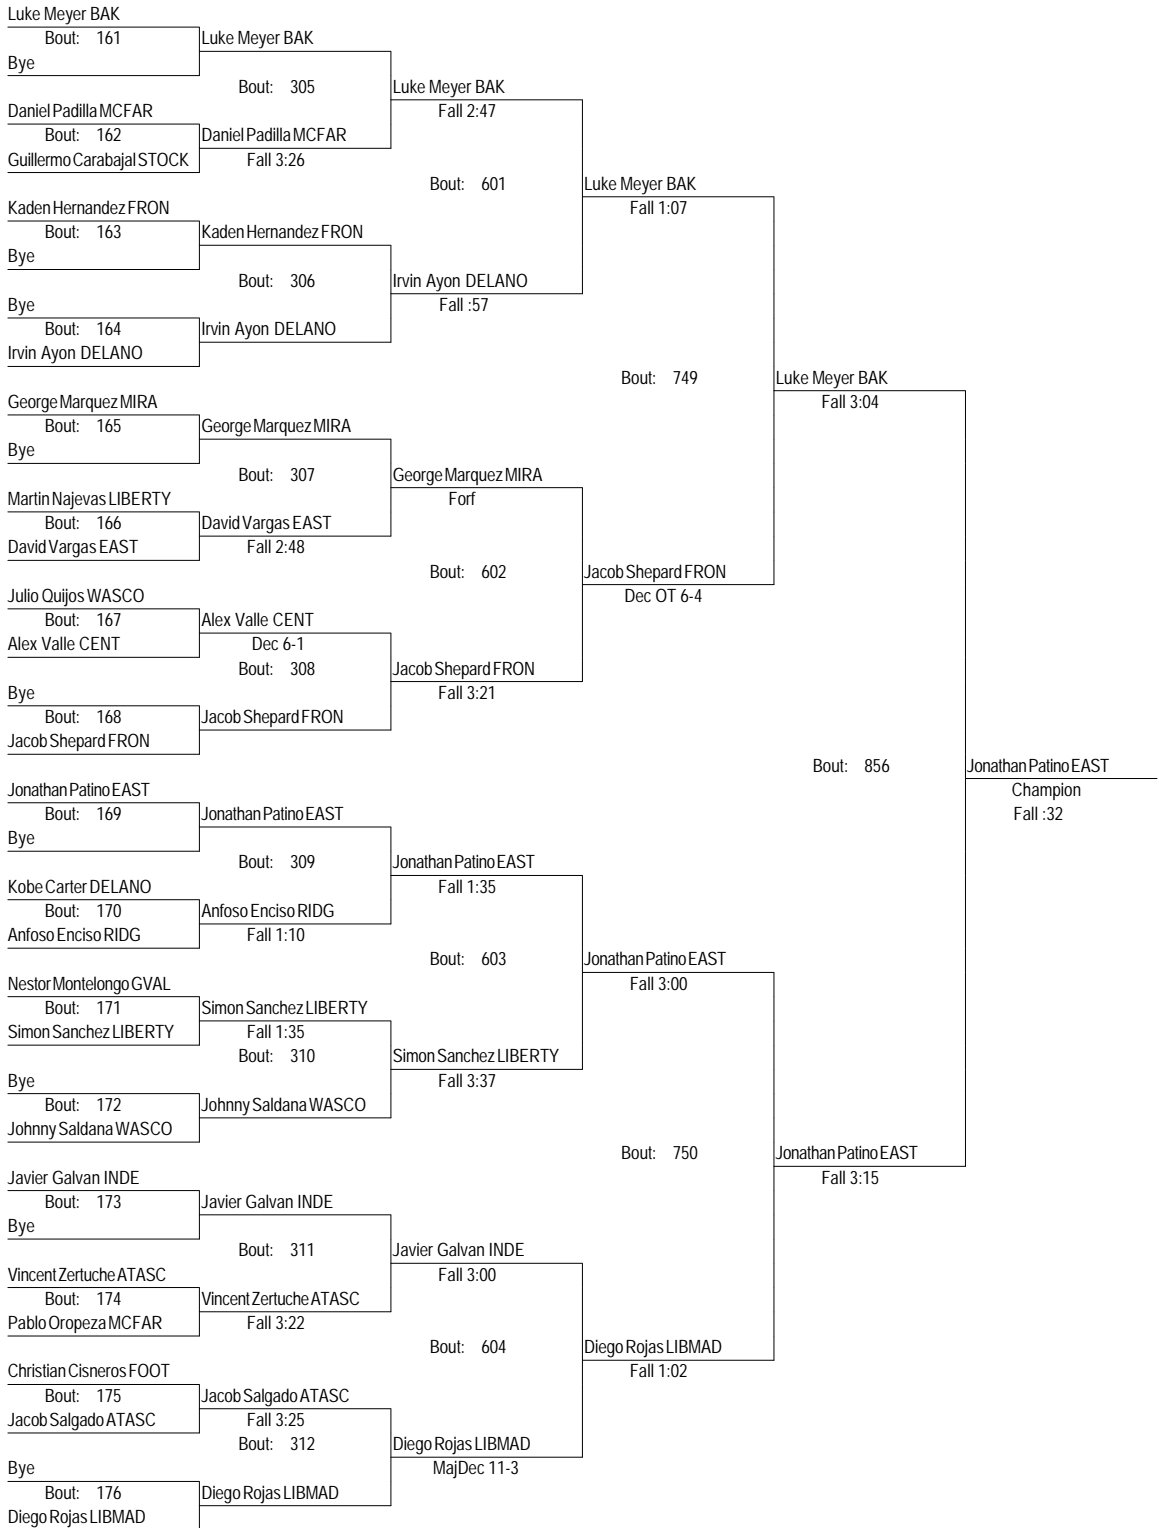 Luke Meyer BAK
Bout: 161
Luke Meyer BAK
Bye
Bout: 305
Luke Meyer BAK
Daniel Padilla MCFAR
Fall 2:47
Bout: 162
Daniel Padilla MCFAR
Guillermo Carabajal STOCK
Fall 3:26
Bout: 601
Luke Meyer BAK
Kaden Hernandez FRON
Fall 1:07
Bout: 163
Kaden Hernandez FRON
Bye
Bout: 306
Irvin Ayon DELANO
Bye
Fall :57
Bout: 164
Irvin Ayon DELANO
Irvin Ayon DELANO
Bout: 749
Luke Meyer BAK
George Marquez MIRA
Fall 3:04
Bout: 165
George Marquez MIRA
Bye
Bout: 307
George Marquez MIRA
Martin Najevas LIBERTY
Forf
Bout: 166
David Vargas EAST
David Vargas EAST
Fall 2:48
Bout: 602
Jacob Shepard FRON
Julio Quijos WASCO
Dec OT 6-4
Bout: 167
Alex Valle CENT
Alex Valle CENT
Dec 6-1
Bout: 308
Jacob Shepard FRON
Bye
Fall 3:21
Bout: 168
Jacob Shepard FRON
Jacob Shepard FRON
Bout: 856
Jonathan Patino EAST
Jonathan Patino EAST
Champion
Bout: 169
Jonathan Patino EAST
Fall :32
Bye
Bout: 309
Jonathan Patino EAST
Kobe Carter DELANO
Fall 1:35
Bout: 170
Anfoso Enciso RIDG
Anfoso Enciso RIDG
Fall 1:10
Bout: 603
Jonathan Patino EAST
Nestor Montelongo GVAL
Fall 3:00
Bout: 171
Simon Sanchez LIBERTY
Simon Sanchez LIBERTY
Fall 1:35
Bout: 310
Simon Sanchez LIBERTY
Bye
Fall 3:37
Bout: 172
Johnny Saldana WASCO
Johnny Saldana WASCO
Bout: 750
Jonathan Patino EAST
Javier Galvan INDE
Fall 3:15
Bout: 173
Javier Galvan INDE
Bye
Bout: 311
Javier Galvan INDE
Vincent Zertuche ATASC
Fall 3:00
Bout: 174
Vincent Zertuche ATASC
Pablo Oropeza MCFAR
Fall 3:22
Bout: 604
Diego Rojas LIBMAD
Christian Cisneros FOOT
Fall 1:02
Bout: 175
Jacob Salgado ATASC
Jacob Salgado ATASC
Fall 3:25
Bout: 312
Diego Rojas LIBMAD
Bye
MajDec 11-3
Bout: 176
Diego Rojas LIBMAD
Diego Rojas LIBMAD